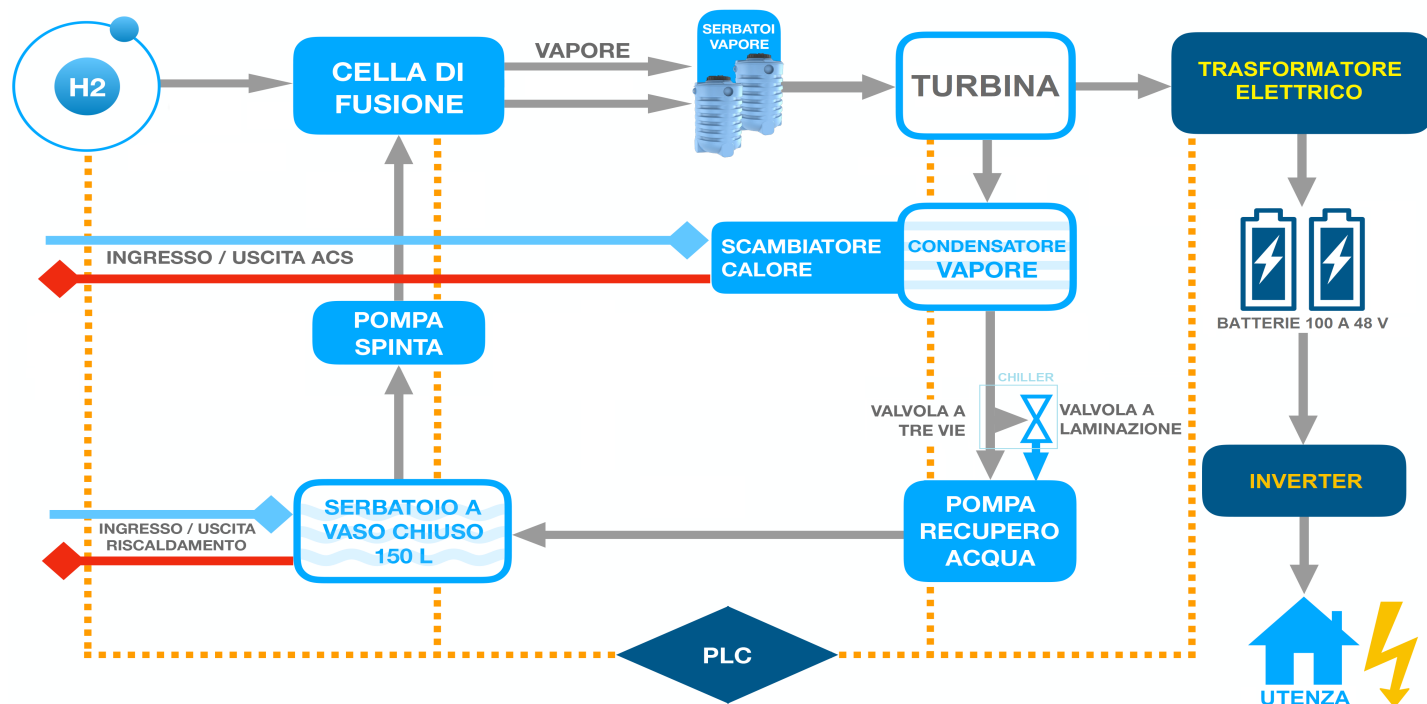 H2
CELLA DI
FUSIONE
VAPORE
SERBATOI
VAPORE
TURBINA
TRASFORMATORE
ELETTRICO
INGRESSO / USCITA ACS
SCAMBIATORE
CALORE
CONDENSATORE
VAPORE
BATTERIE 100 A 48 V
POMPA
SPINTA
CHILLER
VALVOLA A
TRE VIE
VALVOLA A
LAMINAZIONE
INVERTER
INGRESSO / USCITA
RISCALDAMENTO
SERBATOIO A
VASO CHIUSO
150 L
POMPA
RECUPERO
ACQUA
PLC
UTENZA